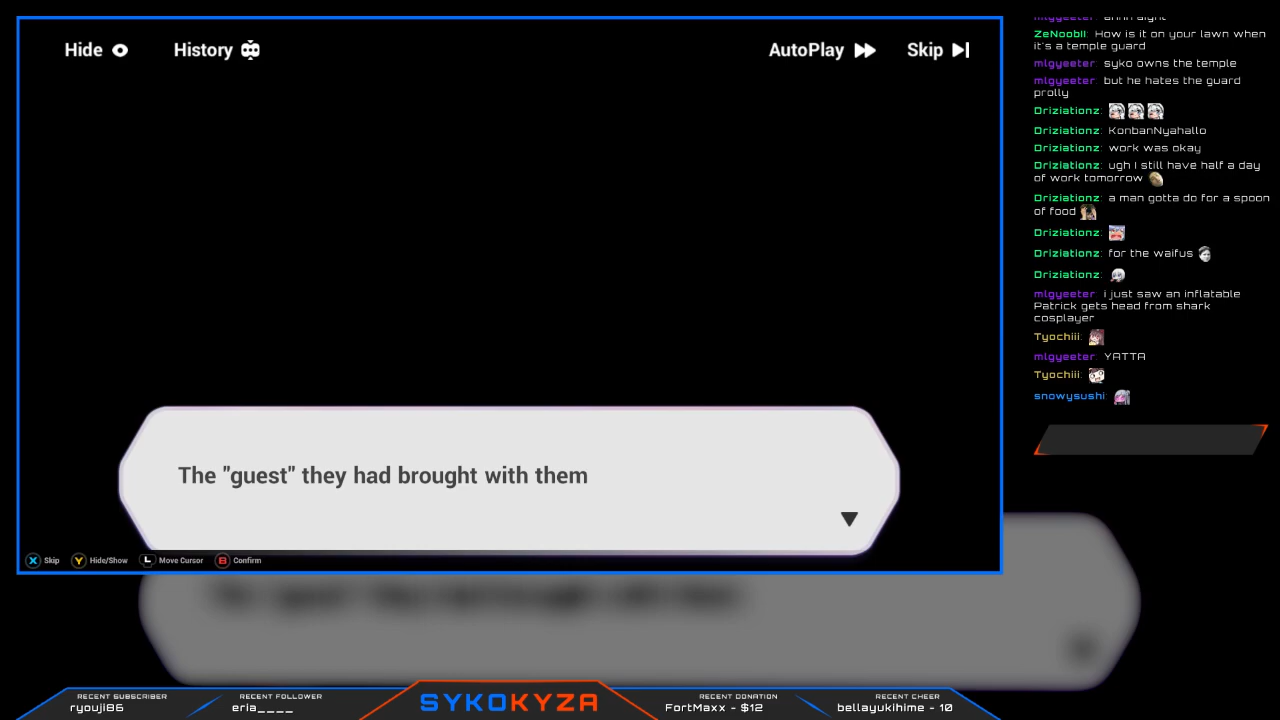 Hide
History
AutoPlay
Skip
The "guest" they had brought with them
X Skip
Y Hide/Show
L Move Cursor
B Confirm
ZeNoobII: How is it on your lawn when
it's a temple guard
mlgyeeter: syko owns the temple
mlgyeeter: but he hates the guard
prolly
Driziationz:
Driziationz: KonbanNyahallo
Driziationz: work was okay
Driziationz: ugh I still have half a day
of work tomorrow
Driziationz: a man gotta do for a spoon
of food
Driziationz:
Driziationz: for the waifus
Driziationz:
mlgyeeter: i just saw an inflatable
Patrick gets head from shark
cosplayer
Tyochiii:
mlgyeeter: YATTA
Tyochiii:
snowysushi:
RECENT SUBSCRIBER
ryouji86
RECENT FOLLOWER
eria____
SYKOKYZA
RECENT DONATION
FortMaxx - $12
RECENT CHEER
bellayukihime - 10